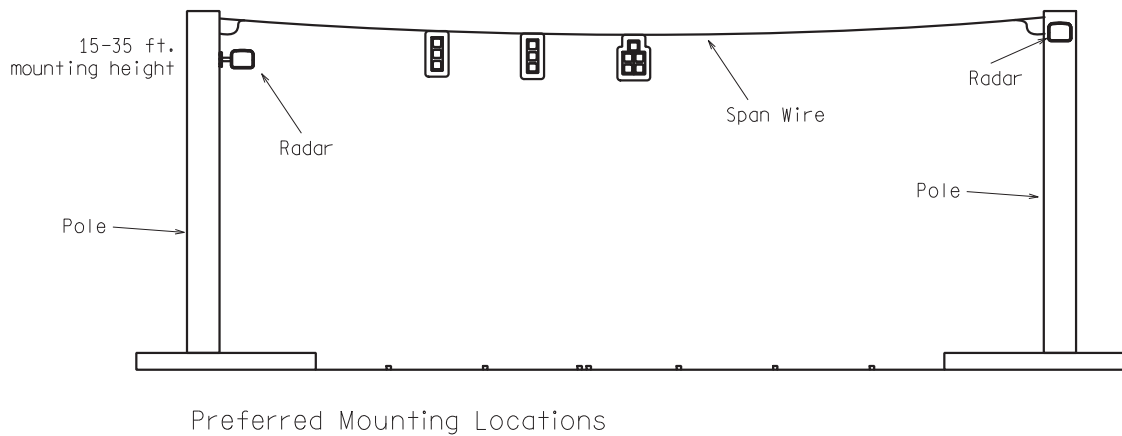 15-35 ft.
mounting height
Radar
Radar
Span Wire
Pole
Pole
Preferred Mounting Locations